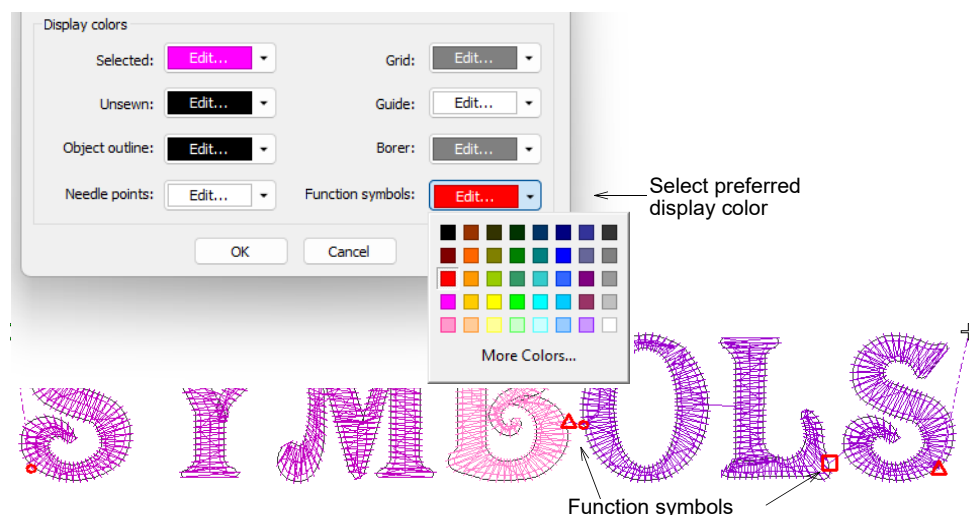 Display colors
Selected: Edit... Grid: Edit...
Unsewn: Edit... Guide: Edit...
Object outline: Edit... Borer: Edit...
Needle points: Edit... Function symbols: Edit...
Select preferred
display color
OK Cancel
More Colors...
SYMBOLS
Function symbols